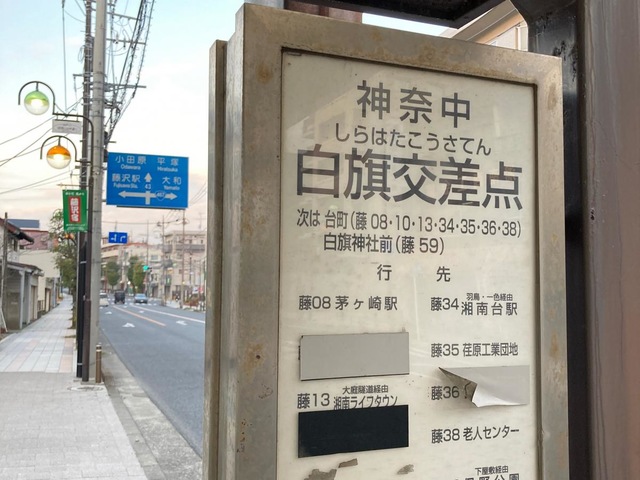 神奈中
しらはたこうさてん
白旗交差点
次は 台町(藤 08・10・13・34・35・36・38)
白旗神社前(藤 59)
行 先
藤08 茅ヶ崎駅
大庭隧道経由
藤13 湘南ライフタウン
羽鳥・一色経由
藤34 湘南台駅
藤35 荏原工業団地
藤36
藤38 老人センター
下屋敷経由
小田原 平塚
Odawara Hiratsuka
藤沢駅 大和
Fujisawa Sta. 43 Yamato
藤沢宿